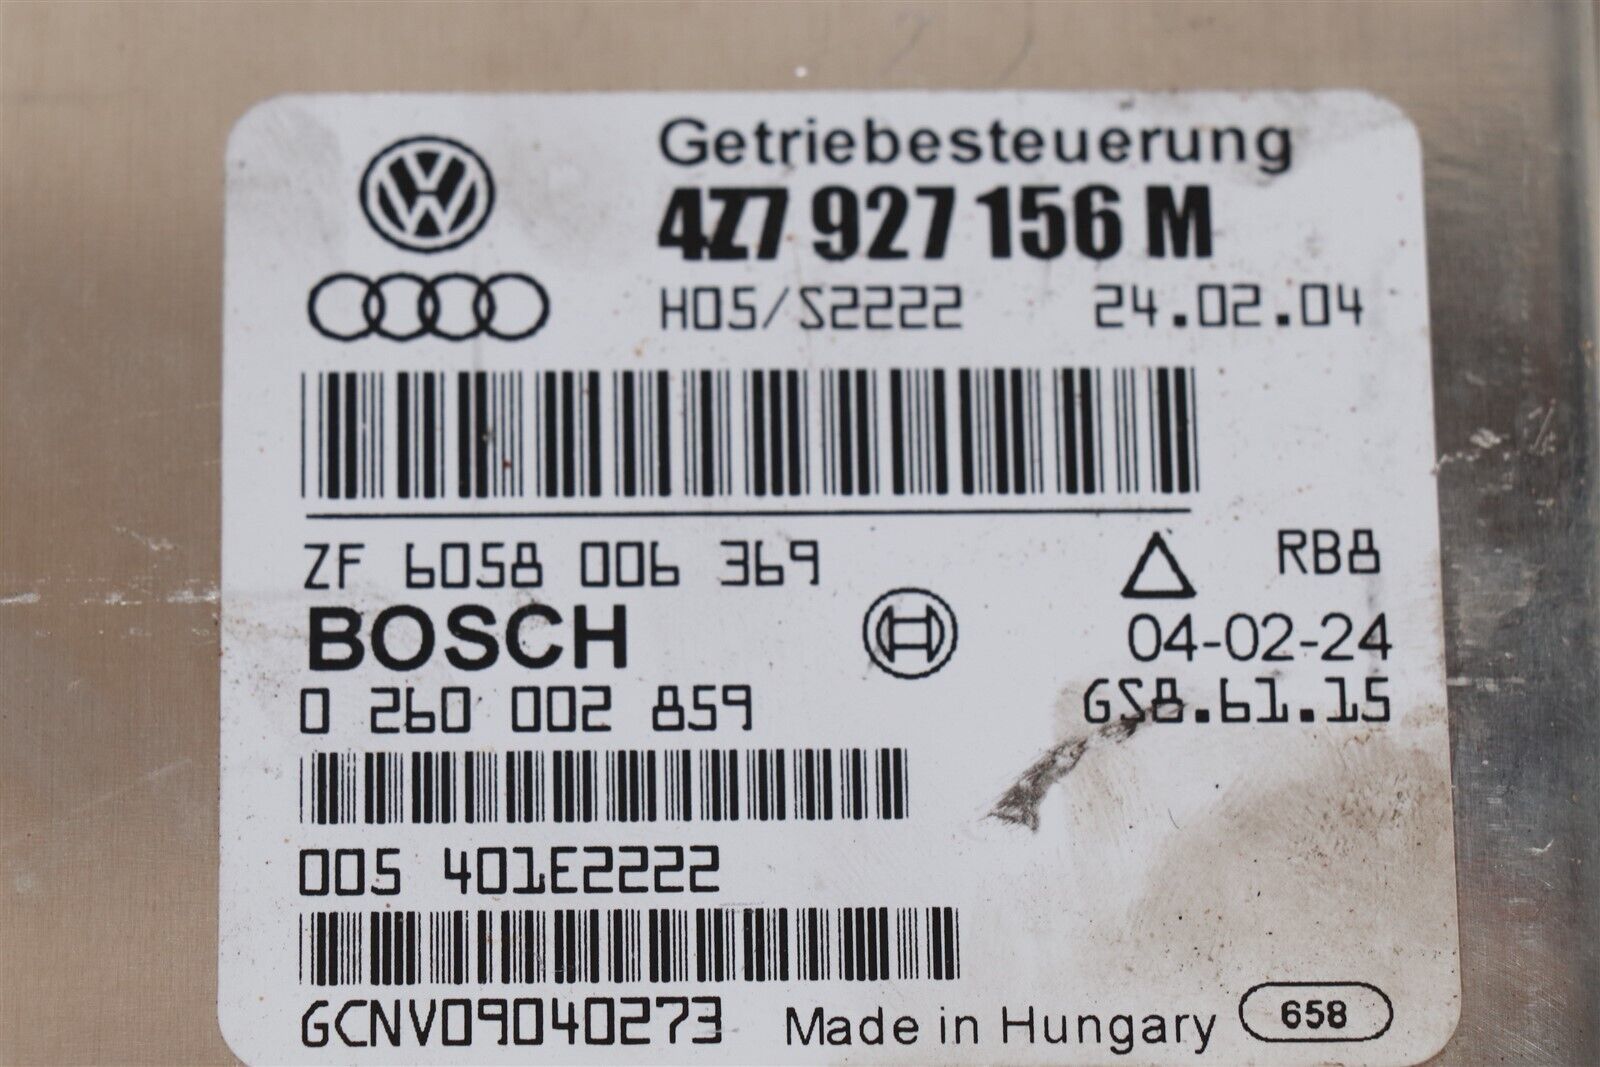 Getriebesteuerung
4Z7 927 156 M
H05/S2222 24.02.04
ZF 6058 006 369 RB8
BOSCH 04-02-24
0 260 002 859 GS8.61.15
005 401E2222
GCNV09040273 Made in Hungary 658